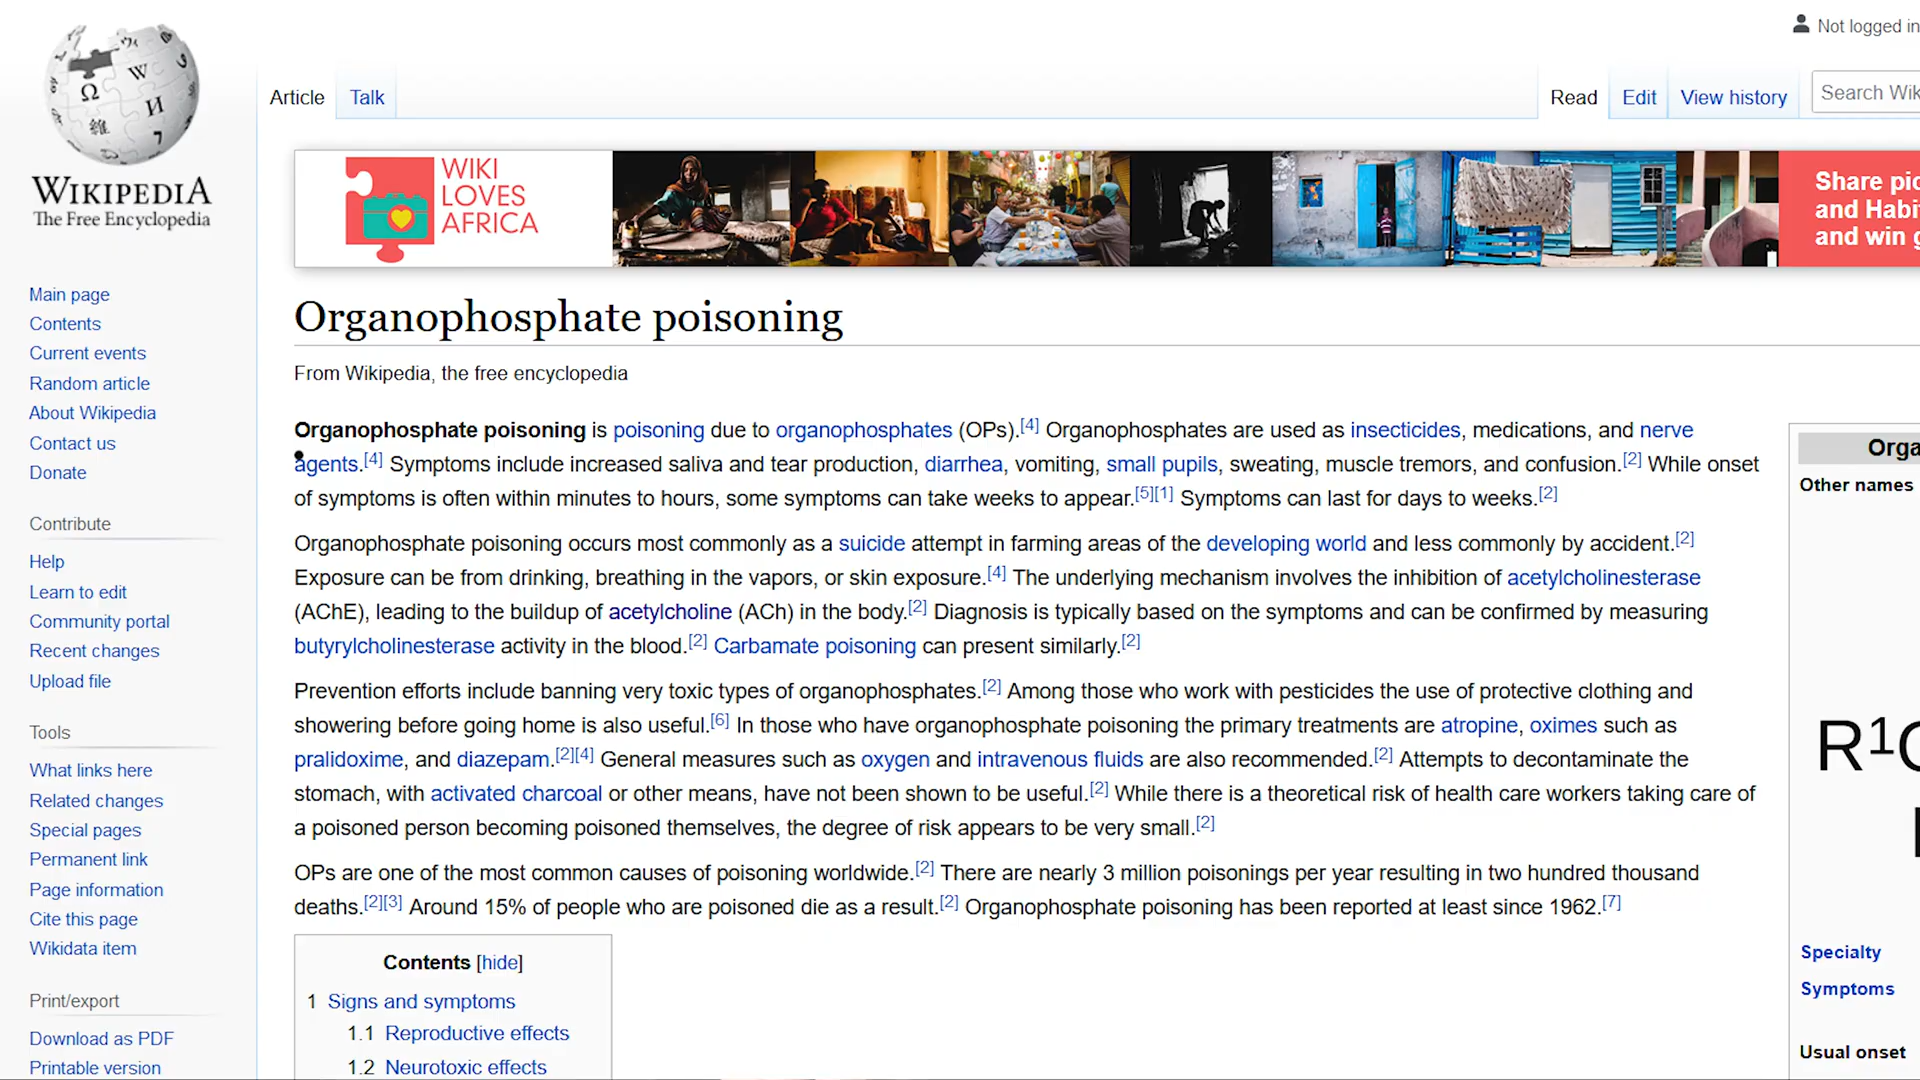 Not logged in
Article Talk
Read Edit View history
Search Wik
WIKIPEDIA
The Free Encyclopedia
WIKI
LOVES
AFRICA
Share pic
and Habi
and win g
Main page
Contents
Current events
Random article
About Wikipedia
Contact us
Donate
Contribute
Help
Learn to edit
Community portal
Recent changes
Upload file
Tools
What links here
Related changes
Special pages
Permanent link
Page information
Cite this page
Wikidata item
Print/export
Download as PDF
Printable version
Organophosphate poisoning
From Wikipedia, the free encyclopedia
Organophosphate poisoning is poisoning due to organophosphates (OPs).[4] Organophosphates are used as insecticides, medications, and nerve
agents.[4] Symptoms include increased saliva and tear production, diarrhea, vomiting, small pupils, sweating, muscle tremors, and confusion.[2] While onset
of symptoms is often within minutes to hours, some symptoms can take weeks to appear.[5][1] Symptoms can last for days to weeks.[2]
Organophosphate poisoning occurs most commonly as a suicide attempt in farming areas of the developing world and less commonly by accident.[2]
Exposure can be from drinking, breathing in the vapors, or skin exposure.[4] The underlying mechanism involves the inhibition of acetylcholinesterase
(AChE), leading to the buildup of acetylcholine (ACh) in the body.[2] Diagnosis is typically based on the symptoms and can be confirmed by measuring
butyrylcholinesterase activity in the blood.[2] Carbamate poisoning can present similarly.[2]
Prevention efforts include banning very toxic types of organophosphates.[2] Among those who work with pesticides the use of protective clothing and
showering before going home is also useful.[6] In those who have organophosphate poisoning the primary treatments are atropine, oximes such as
pralidoxime, and diazepam.[2][4] General measures such as oxygen and intravenous fluids are also recommended.[2] Attempts to decontaminate the
stomach, with activated charcoal or other means, have not been shown to be useful.[2] While there is a theoretical risk of health care workers taking care of
a poisoned person becoming poisoned themselves, the degree of risk appears to be very small.[2]
OPs are one of the most common causes of poisoning worldwide.[2] There are nearly 3 million poisonings per year resulting in two hundred thousand
deaths.[2][3] Around 15% of people who are poisoned die as a result.[2] Organophosphate poisoning has been reported at least since 1962.[7]
Contents [hide]
1 Signs and symptoms
1.1 Reproductive effects
1.2 Neurotoxic effects
Orga
Other names
R¹
Specialty
Symptoms
Usual onset